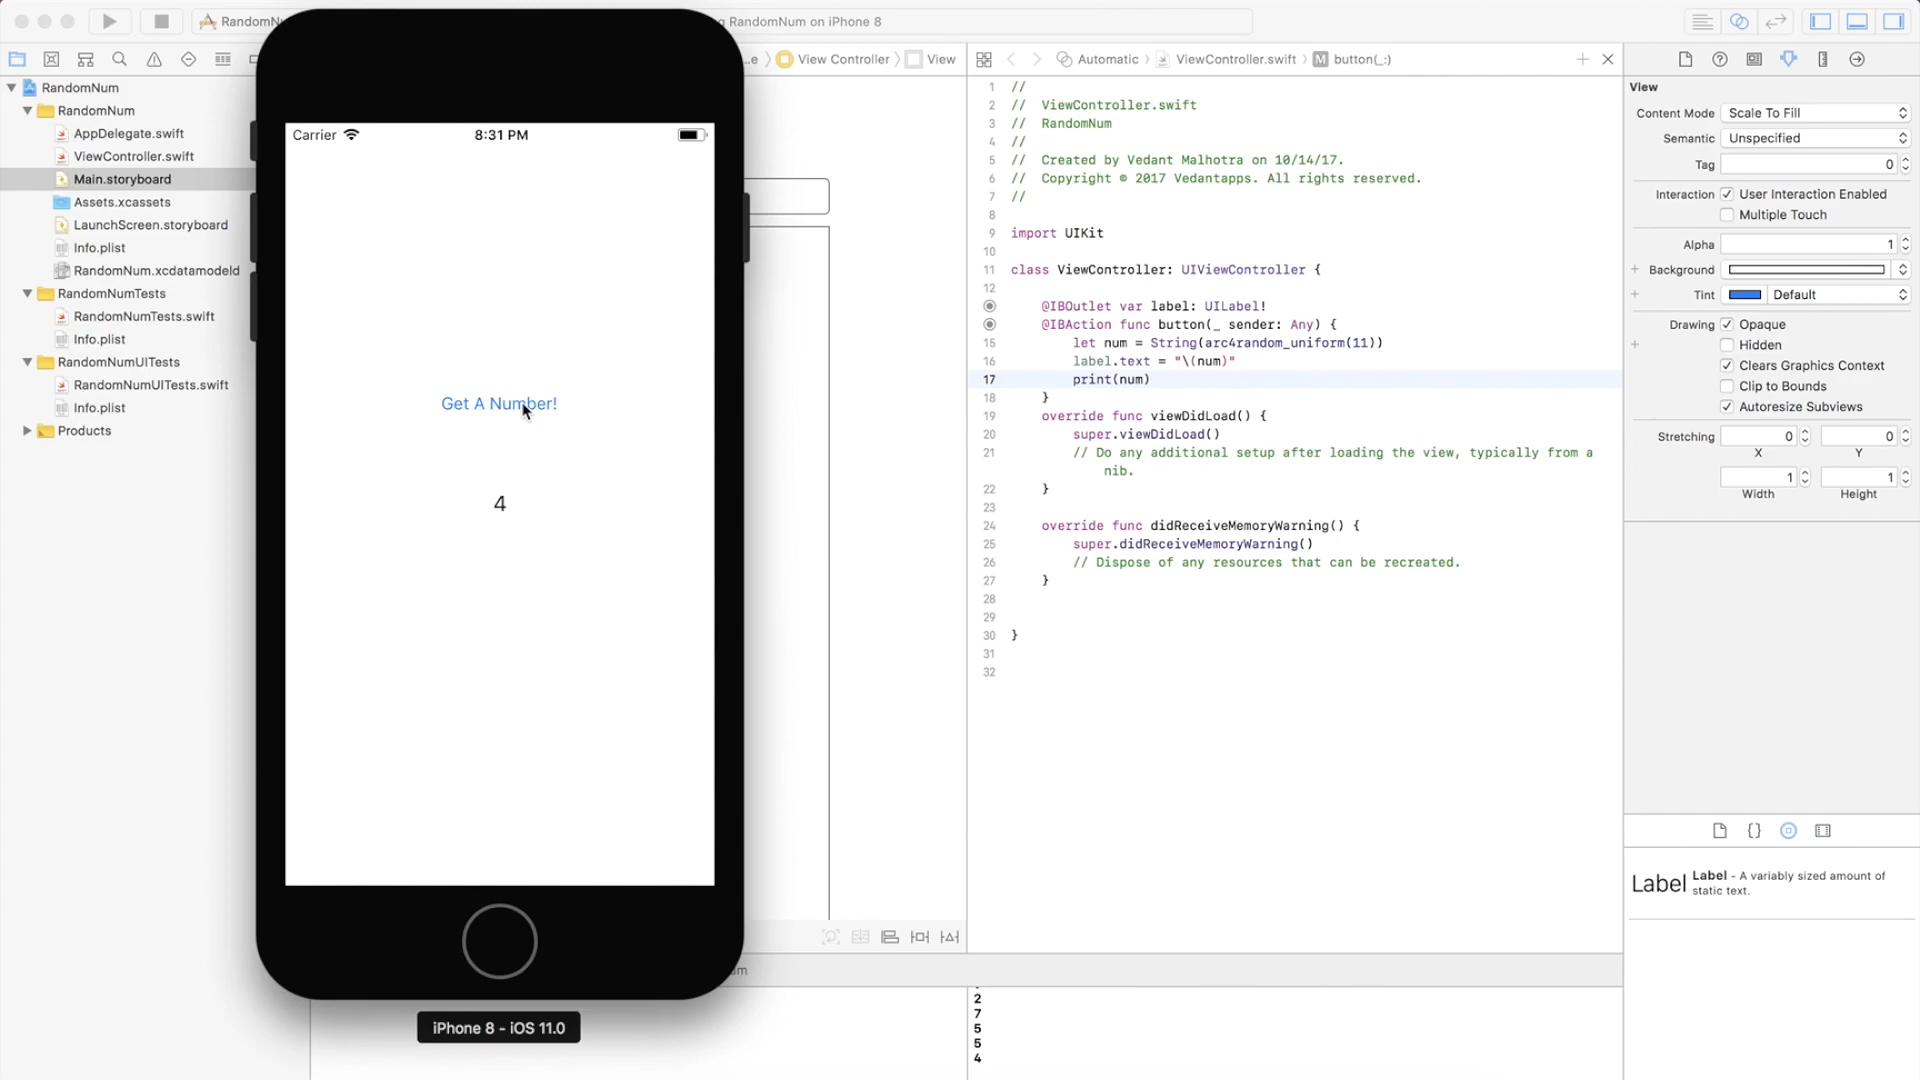 RandomNu
RandomNum on iPhone 8
View Controller
View
Automatic
ViewController.swift
M
button(_:)
RandomNum
RandomNum
AppDelegate.swift
ViewController.swift
Main.storyboard
Assets.xcassets
LaunchScreen.storyboard
Info.plist
RandomNum.xcdatamodeld
RandomNumTests
RandomNumTests.swift
Info.plist
RandomNumUITests
RandomNumUITests.swift
Info.plist
Products
Carrier
8:31 PM
Get A Number!
4
iPhone 8 - iOS 11.0
1 //
2 // ViewController.swift
3 // RandomNum
4 //
5 // Created by Vedant Malhotra on 10/14/17.
6 // Copyright © 2017 Vedantapps. All rights reserved.
7 //
8
9 import UIKit
10
11 class ViewController: UIViewController {
12
@IBOutlet var label: UILabel!
@IBAction func button(_ sender: Any) {
15 let num = String(arc4random_uniform(11))
16 label.text = "\(num)"
17 print(num)
18 }
19 override func viewDidLoad() {
20 super.viewDidLoad()
21 // Do any additional setup after loading the view, typically from a
nib.
22 }
23
24 override func didReceiveMemoryWarning() {
25 super.didReceiveMemoryWarning()
26 // Dispose of any resources that can be recreated.
27 }
28
29
30 }
31
32
2
7
5
5
4
View
Content Mode Scale To Fill
Semantic Unspecified
Tag 0
Interaction User Interaction Enabled
Multiple Touch
Alpha 1
Background
Tint Default
Drawing Opaque
Hidden
Clears Graphics Context
Clip to Bounds
Autoresize Subviews
Stretching 0 0
X Y
1 1
Width Height
Label Label - A variably sized amount of
static text.